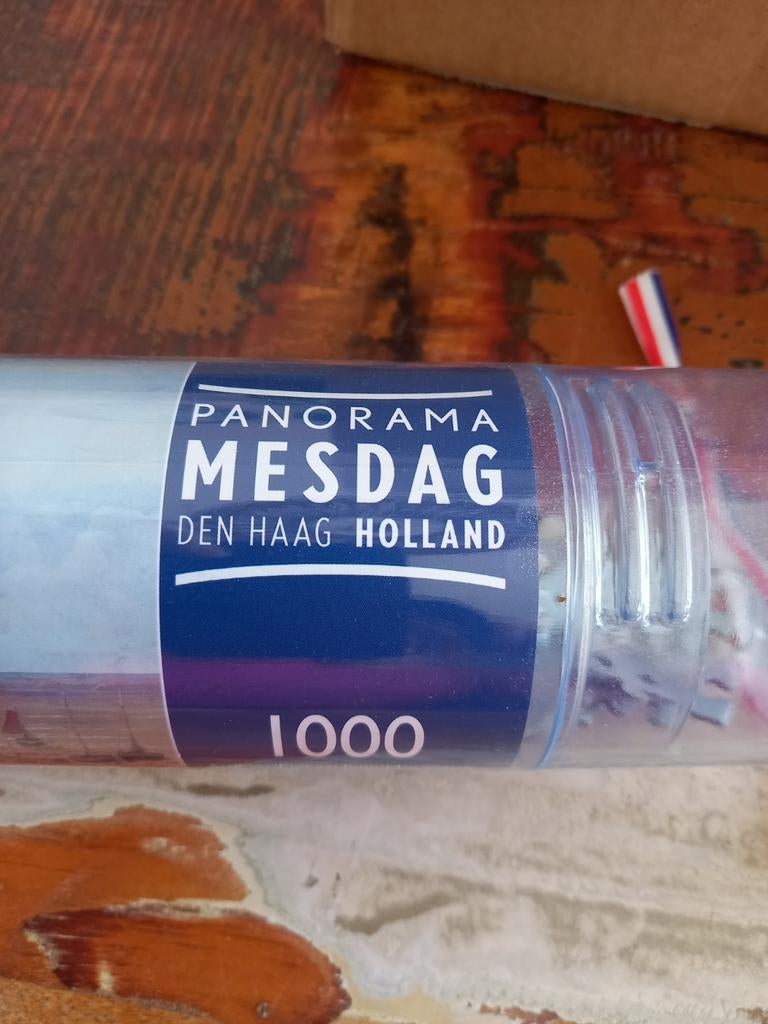 PANORAMA
MESDAG
DEN HAAG HOLLAND
1000